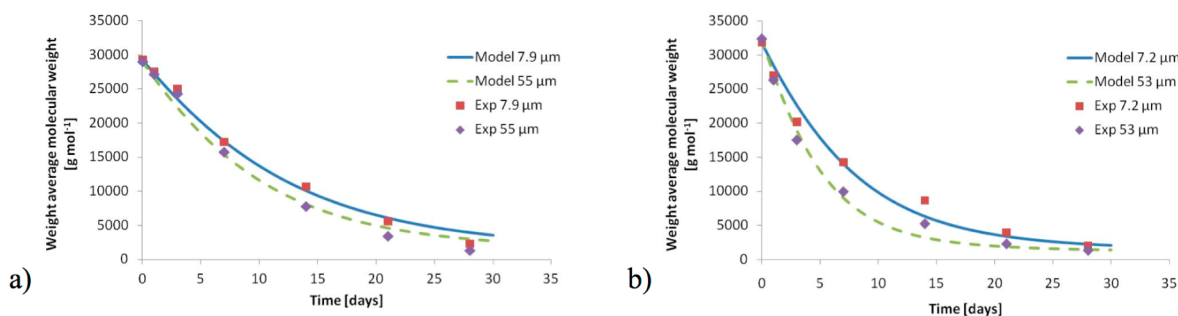 35000
30000
25000
20000
15000
10000
5000
0
Weight average molecular weight
[g mol-1]
0 5 10 15 20 25 30 35
Time [days]
Model 7.9 µm
Model 55 µm
Exp 7.9 µm
Exp 55 µm
a)
35000
30000
25000
20000
15000
10000
5000
0
Weight average molecular weight
[g mol-1]
0 5 10 15 20 25 30 35
Time [days]
Model 7.2 µm
Model 53 µm
Exp 7.2 µm
Exp 53 µm
b)